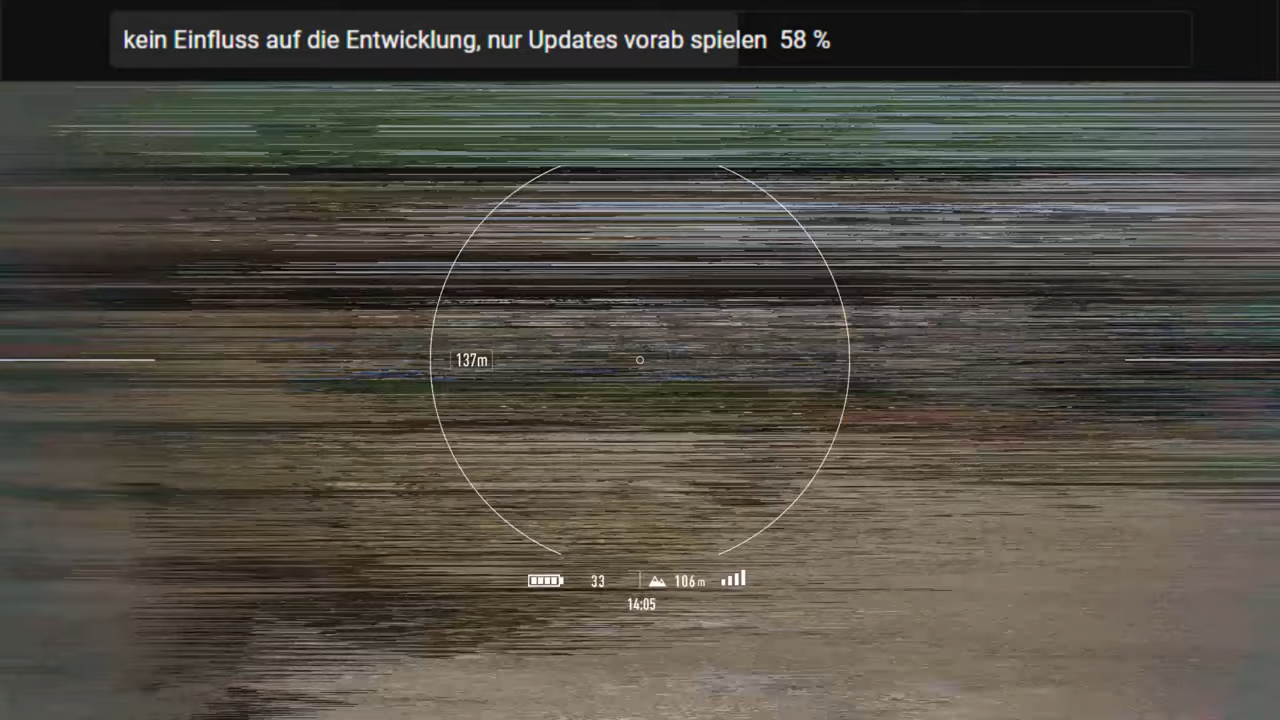 kein Einfluss auf die Entwicklung, nur Updates vorab spielen 58 %
137m
33 106 m
14:05